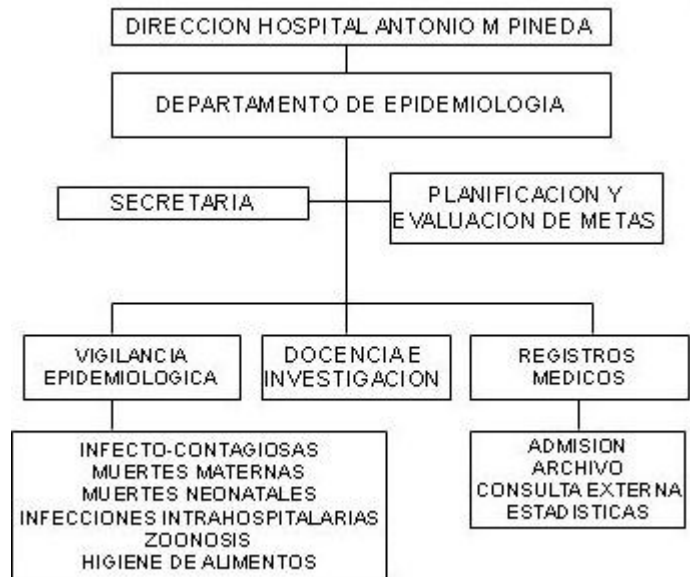 DIRECCION HOSPITAL ANTONIO M PINEDA
DEPARTAMENTO DE EPIDEMIOLOGIA
SECRETARIA
PLANIFICACION Y
EVALUACION DE METAS
VIGILANCIA
EPIDEMIOLOGICA
DOCENCIA E
INVESTIGACION
REGISTROS
MEDICOS
INFECTO-CONTAGIOSAS
MUERTES MATERNAS
MUERTES NEONATALES
INFECCIONES INTRAHOSPITALARIAS
ZOONOSIS
HIGIENE DE ALIMENTOS
ADMISION
ARCHIVO
CONSULTA EXTERNA
ESTADISTICAS